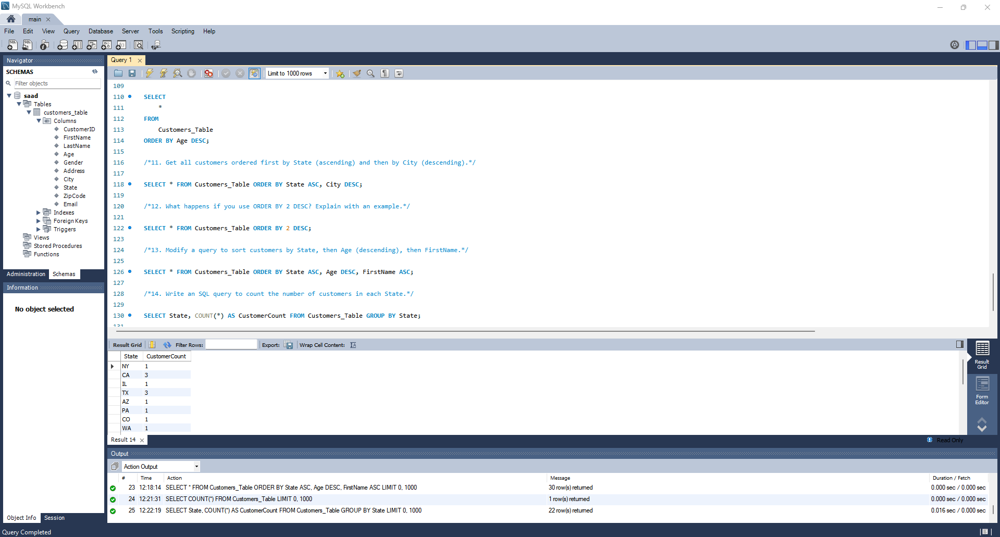 MySQL Workbench
main
File Edit View Query Database Server Tools Scripting Help
Navigator
SCHEMAS
Filter objects
saad
Tables
customers_table
Columns
CustomerID
FirstName
LastName
Age
Gender
Address
City
State
ZipCode
Email
Indexes
Foreign Keys
Triggers
Views
Stored Procedures
Functions
Administration Schemas
Information
No object selected
Object Info Session
Query Completed
Query 1
Limit to 1000 rows
109
110 SELECT
111 *
112 FROM
113 Customers_Table
114 ORDER BY Age DESC;
115
116 /*11. Get all customers ordered first by State (ascending) and then by City (descending).*/
117
118 SELECT * FROM Customers_Table ORDER BY State ASC, City DESC;
119
120 /*12. What happens if you use ORDER BY 2 DESC? Explain with an example.*/
121
122 SELECT * FROM Customers_Table ORDER BY 2 DESC;
123
124 /*13. Modify a query to sort customers by State, then Age (descending), then FirstName.*/
125
126 SELECT * FROM Customers_Table ORDER BY State ASC, Age DESC, FirstName ASC;
127
128 /*14. Write an SQL query to count the number of customers in each State.*/
129
130 SELECT State, COUNT(*) AS CustomerCount FROM Customers_Table GROUP BY State;
131
Result Grid Filter Rows: Export: Wrap Cell Content:
State CustomerCount
NY 1
CA 3
IL 1
TX 3
AZ 1
PA 1
CO 1
WA 1
Result Grid
Form Editor
Result 14
Read Only
Output
Action Output
# Time Action Message Duration / Fetch
23 12:18:14 SELECT * FROM Customers_Table ORDER BY State ASC, Age DESC, FirstName ASC LIMIT 0, 1000 30 row(s) returned 0.000 sec / 0.000 sec
24 12:21:31 SELECT COUNT(*) FROM Customers_Table LIMIT 0, 1000 1 row(s) returned 0.000 sec / 0.000 sec
25 12:22:19 SELECT State, COUNT(*) AS CustomerCount FROM Customers_Table GROUP BY State LIMIT 0, 1000 22 row(s) returned 0.016 sec / 0.000 sec